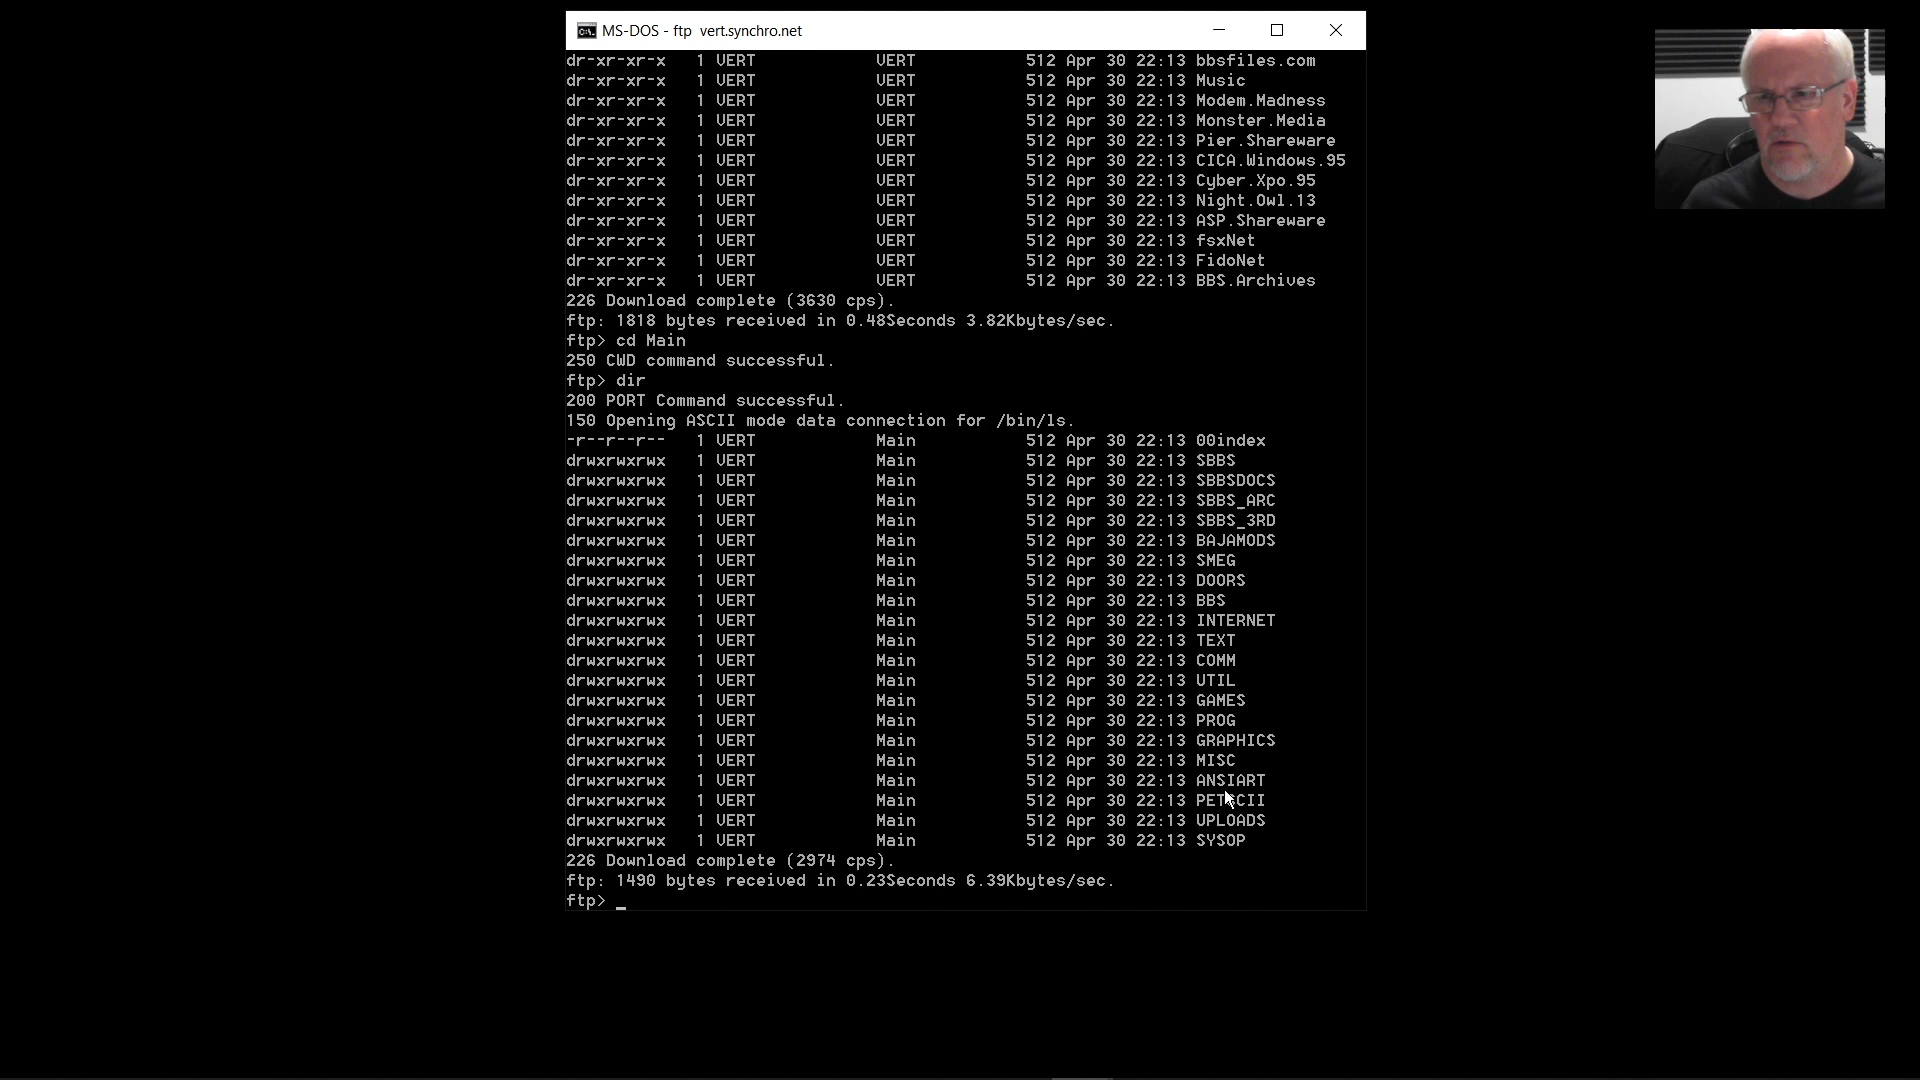 MS-DOS - ftp  vert.synchro.net
dr-xr-xr-x   1 VERT            VERT           512 Apr 30 22:13 bbsfiles.com
dr-xr-xr-x   1 VERT            VERT           512 Apr 30 22:13 Music
dr-xr-xr-x   1 VERT            VERT           512 Apr 30 22:13 Modem.Madness
dr-xr-xr-x   1 VERT            VERT           512 Apr 30 22:13 Monster.Media
dr-xr-xr-x   1 VERT            VERT           512 Apr 30 22:13 Pier.Shareware
dr-xr-xr-x   1 VERT            VERT           512 Apr 30 22:13 CICA.Windows.95
dr-xr-xr-x   1 VERT            VERT           512 Apr 30 22:13 Cyber.Xpo.95
dr-xr-xr-x   1 VERT            VERT           512 Apr 30 22:13 Night.Owl.13
dr-xr-xr-x   1 VERT            VERT           512 Apr 30 22:13 ASP.Shareware
dr-xr-xr-x   1 VERT            VERT           512 Apr 30 22:13 fsxNet
dr-xr-xr-x   1 VERT            VERT           512 Apr 30 22:13 FidoNet
dr-xr-xr-x   1 VERT            VERT           512 Apr 30 22:13 BBS.Archives
226 Download complete (3630 cps).
ftp: 1818 bytes received in 0.48Seconds 3.82Kbytes/sec.
ftp> cd Main
250 CWD command successful.
ftp> dir
200 PORT Command successful.
150 Opening ASCII mode data connection for /bin/ls.
-r--r--r--   1 VERT            Main           512 Apr 30 22:13 00index
drwxrwxrwx   1 VERT            Main           512 Apr 30 22:13 SBBS
drwxrwxrwx   1 VERT            Main           512 Apr 30 22:13 SBBSDOCS
drwxrwxrwx   1 VERT            Main           512 Apr 30 22:13 SBBS_ARC
drwxrwxrwx   1 VERT            Main           512 Apr 30 22:13 SBBS_3RD
drwxrwxrwx   1 VERT            Main           512 Apr 30 22:13 BAJAMODS
drwxrwxrwx   1 VERT            Main           512 Apr 30 22:13 SMEG
drwxrwxrwx   1 VERT            Main           512 Apr 30 22:13 DOORS
drwxrwxrwx   1 VERT            Main           512 Apr 30 22:13 BBS
drwxrwxrwx   1 VERT            Main           512 Apr 30 22:13 INTERNET
drwxrwxrwx   1 VERT            Main           512 Apr 30 22:13 TEXT
drwxrwxrwx   1 VERT            Main           512 Apr 30 22:13 COMM
drwxrwxrwx   1 VERT            Main           512 Apr 30 22:13 UTIL
drwxrwxrwx   1 VERT            Main           512 Apr 30 22:13 GAMES
drwxrwxrwx   1 VERT            Main           512 Apr 30 22:13 PROG
drwxrwxrwx   1 VERT            Main           512 Apr 30 22:13 GRAPHICS
drwxrwxrwx   1 VERT            Main           512 Apr 30 22:13 MISC
drwxrwxrwx   1 VERT            Main           512 Apr 30 22:13 ANSIART
drwxrwxrwx   1 VERT            Main           512 Apr 30 22:13 PETSCII
drwxrwxrwx   1 VERT            Main           512 Apr 30 22:13 UPLOADS
drwxrwxrwx   1 VERT            Main           512 Apr 30 22:13 SYSOP
226 Download complete (2974 cps).
ftp: 1490 bytes received in 0.23Seconds 6.39Kbytes/sec.
ftp> _